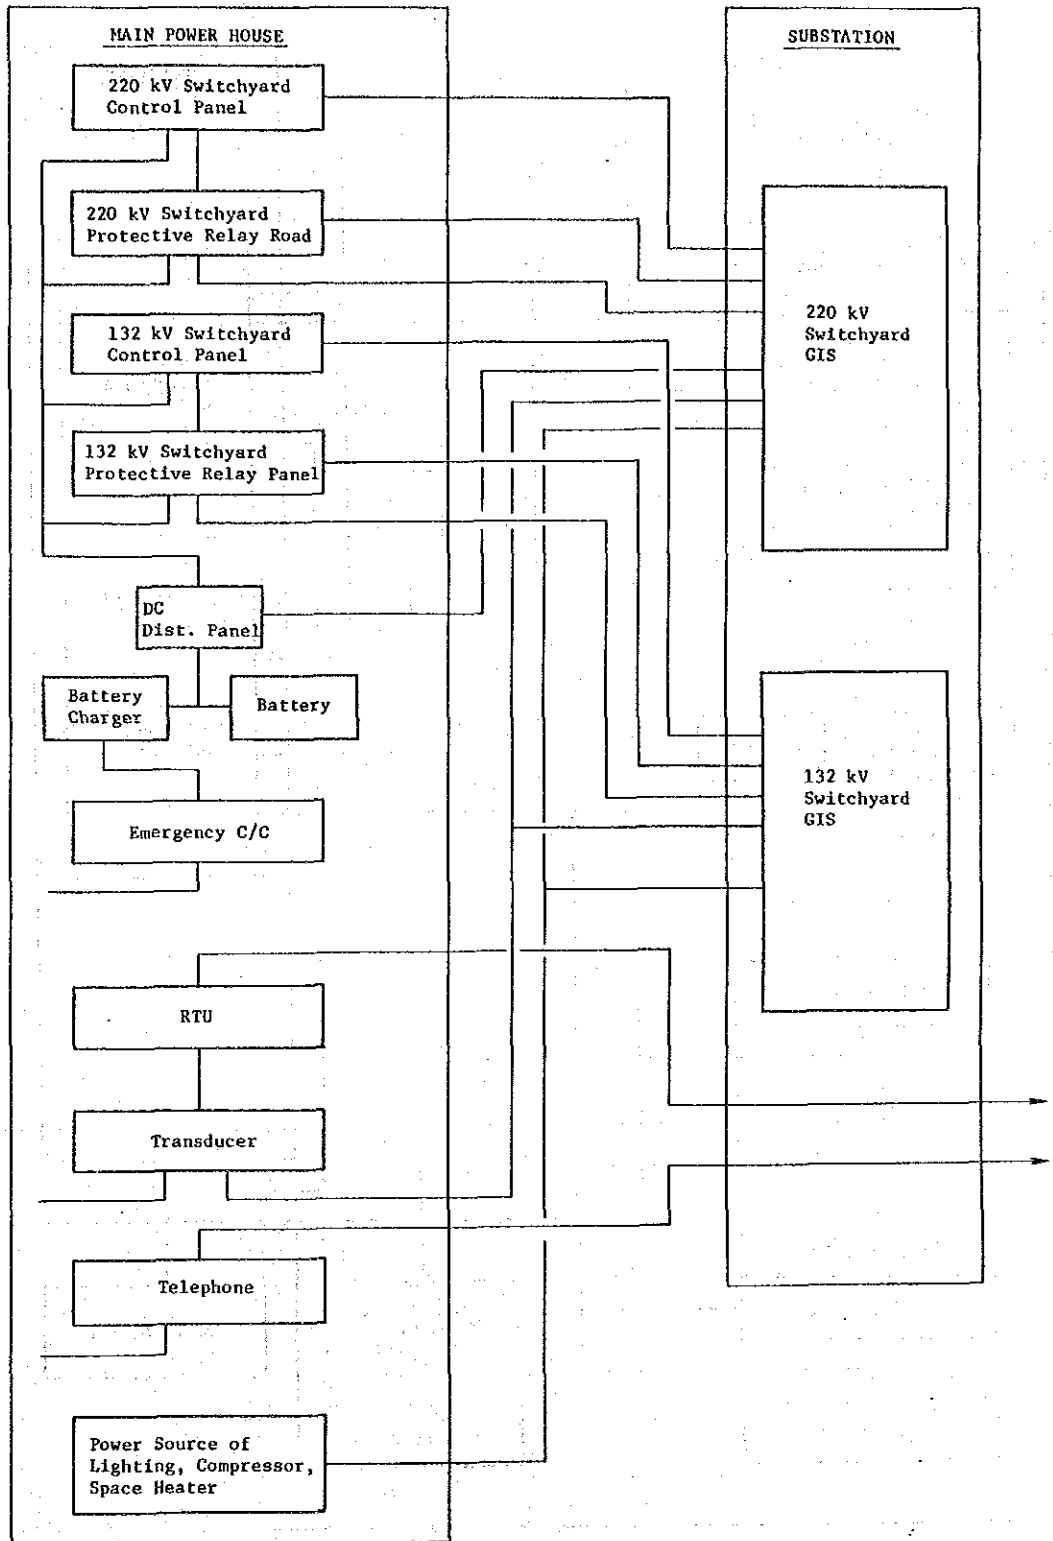 MAIN POWER HOUSE
220 kV Switchyard
Control Panel
220 kV Switchyard
Protective Relay Road
132 kV Switchyard
Control Panel
132 kV Switchyard
Protective Relay Panel
DC
Dist. Panel
Battery
Charger
Battery
Emergency C/C
RTU
Transducer
Telephone
Power Source of
Lighting, Compressor,
Space Heater
SUBSTATION
220 kV
Switchyard
GIS
132 kV
Switchyard
GIS